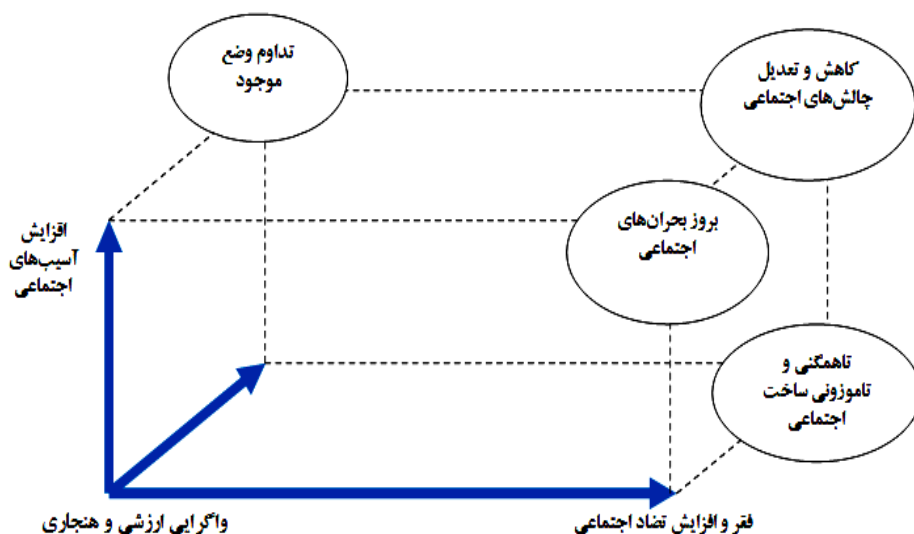 تداوم وضع
موجود
کاهش و تعدیل
چالش‌های اجتماعی
بروز بحران‌های
اجتماعی
افزایش
آسیب‌های
اجتماعی
تاهمگنی و
تاموزونی ساخت
اجتماعی
واگرایی ارزشی و هنجاری
فقر و افزایش تضاد اجتماعی